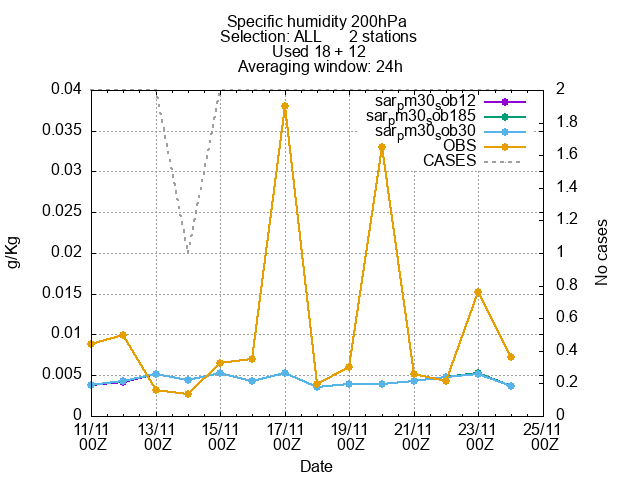 Specific humidity 200hPa
Selection: ALL 2 stations
Used 18 + 12
Averaging window: 24h
sarpm30sob12
sarpm30sob185
sarpm30sob30
OBS
CASES
0.04
0.035
0.03
0.025
0.02
0.015
0.01
0.005
0
g/Kg
2
1.8
1.6
1.4
1.2
1
0.8
0.6
0.4
0.2
0
No cases
11/11 13/11 15/11 17/11 19/11 21/11 23/11 25/11
00Z 00Z 00Z 00Z 00Z 00Z 00Z 00Z
Date